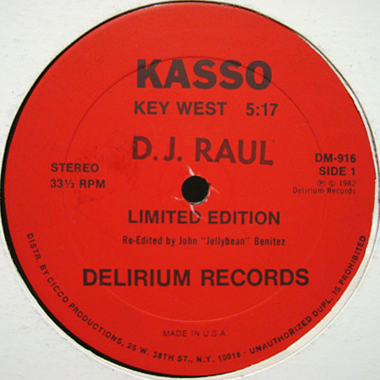 KASSO
KEY WEST 5:17
D.J. RAUL
STEREO
33⅓ RPM
DM-916
SIDE 1
℗ © 1982
Delirium Records
LIMITED EDITION
Re-Edited by John "Jellybean" Benitez
DELIRIUM RECORDS
MADE IN U.S.A.
DISTR. BY CICCO PRODUCTIONS, 25 W. 38TH ST., N.Y. 10018 - UNAUTHORIZED DUPL. IS PROHIBITED